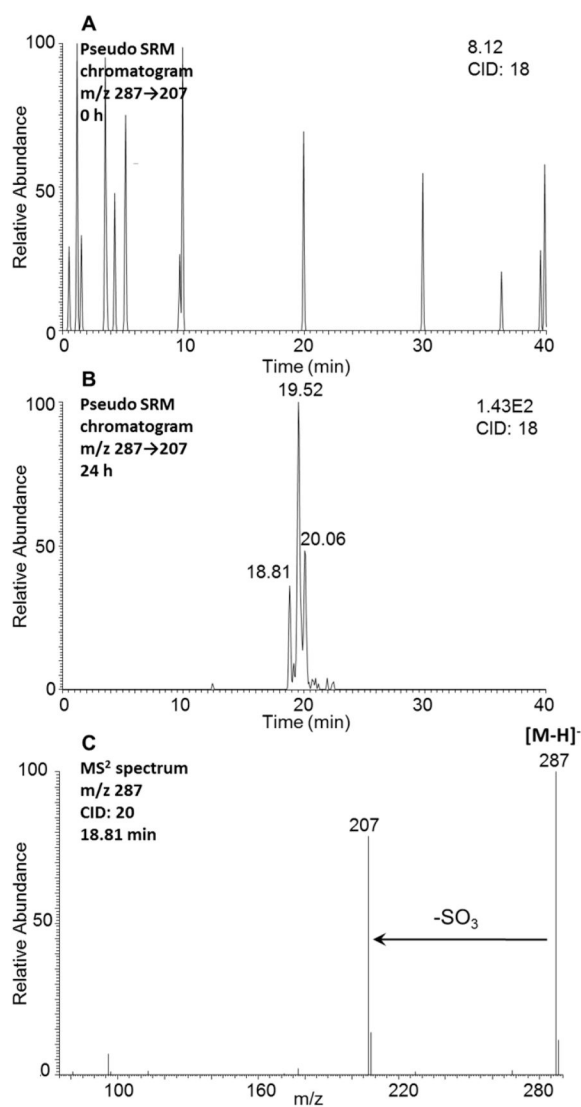 A
Pseudo SRM
chromatogram
m/z 287→207
0 h
8.12
CID: 18
100
50
0
Relative Abundance
0 10 20 30 40
Time (min)
B
Pseudo SRM
chromatogram
m/z 287→207
24 h
19.52
1.43E2
CID: 18
20.06
18.81
100
50
0
Relative Abundance
0 10 20 30 40
Time (min)
C
MS² spectrum
m/z 287
CID: 20
18.81 min
[M-H]⁻
287
207
-SO₃
100
50
0
Relative Abundance
100 160 220 280
m/z